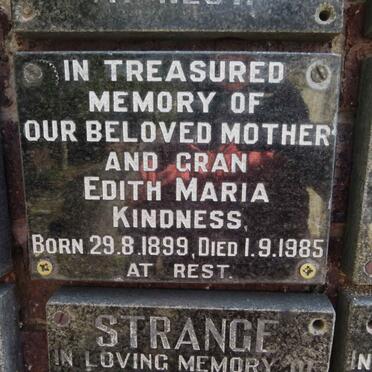 IN TREASURED
MEMORY OF
OUR BELOVED MOTHER
AND GRAN
EDITH MARIA
KINDNESS
BORN 29.8.1899, DIED 1.9.1985
AT REST.
STRANGE
IN LOVING MEMORY